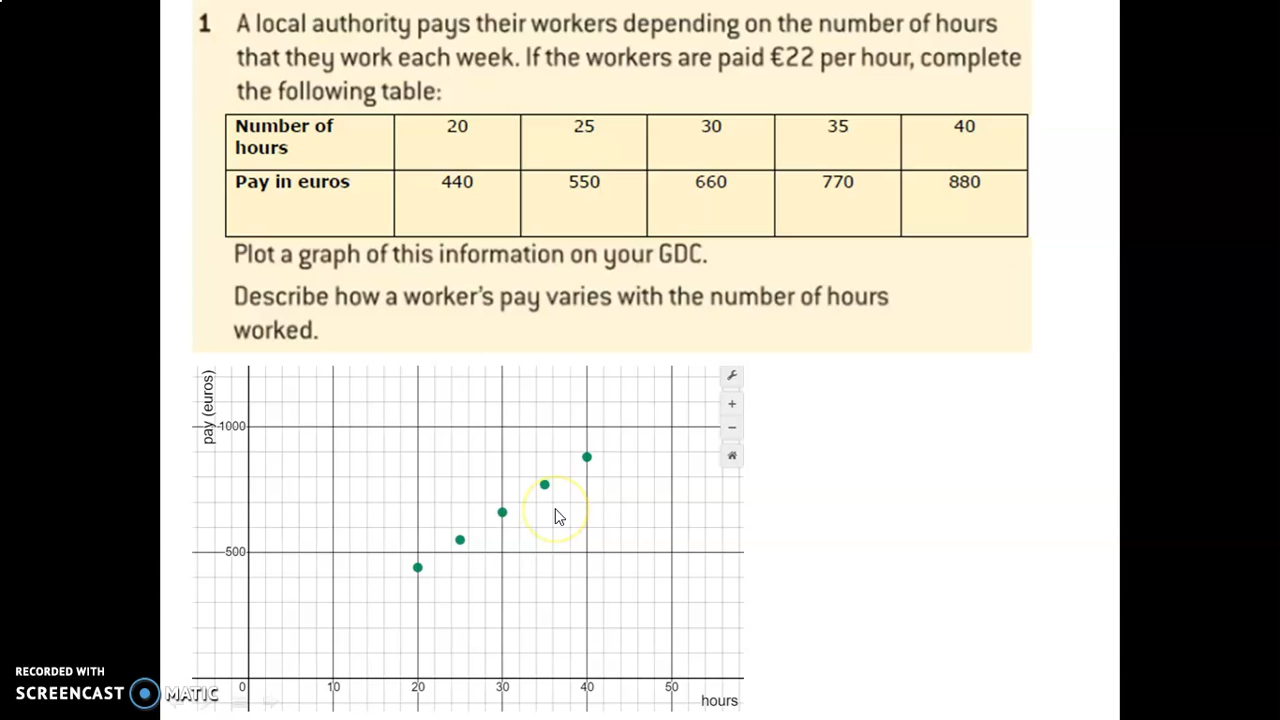 1 A local authority pays their workers depending on the number of hours
that they work each week. If the workers are paid €22 per hour, complete
the following table:
Number of hours 20 25 30 35 40
Pay in euros 440 550 660 770 880
Plot a graph of this information on your GDC.
Describe how a worker's pay varies with the number of hours
worked.
pay (euros)
1000
500
0 10 20 30 40 50
hours
RECORDED WITH
SCREENCAST MATIC